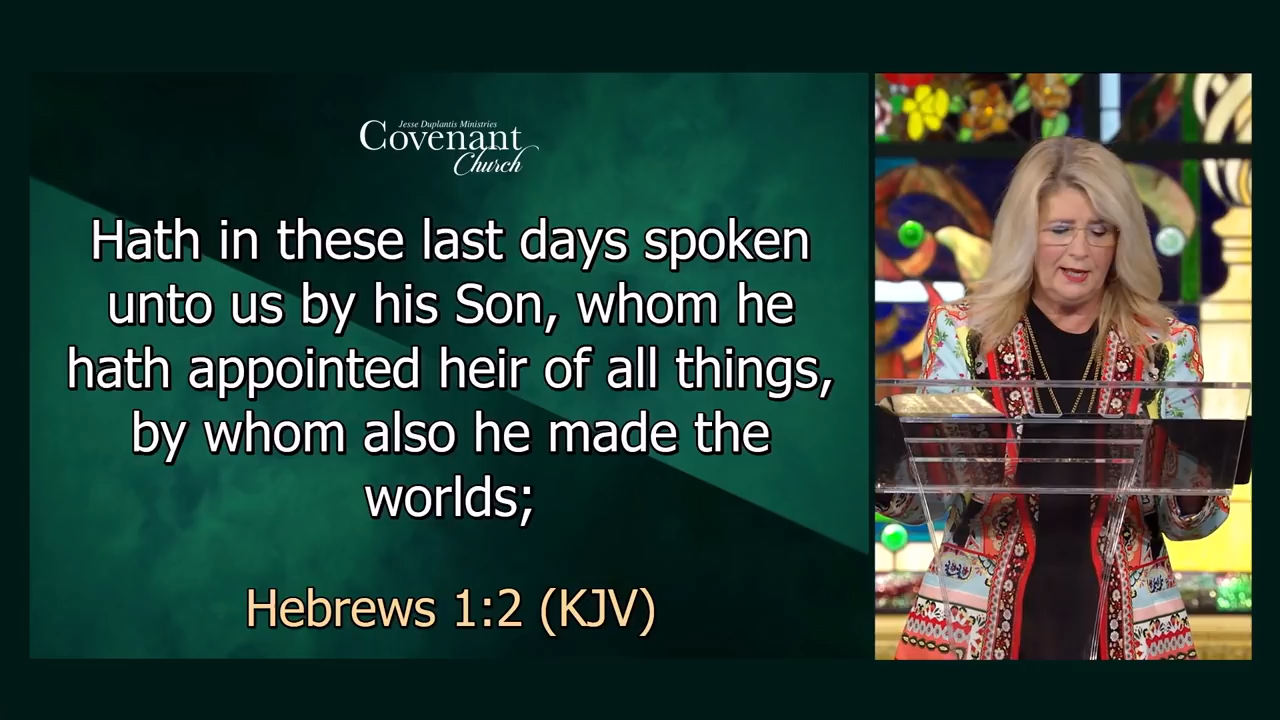 Jesse Duplantis Ministries
Covenant
Church
Hath in these last days spoken
unto us by his Son, whom he
hath appointed heir of all things,
by whom also he made the
worlds;
Hebrews 1:2 (KJV)